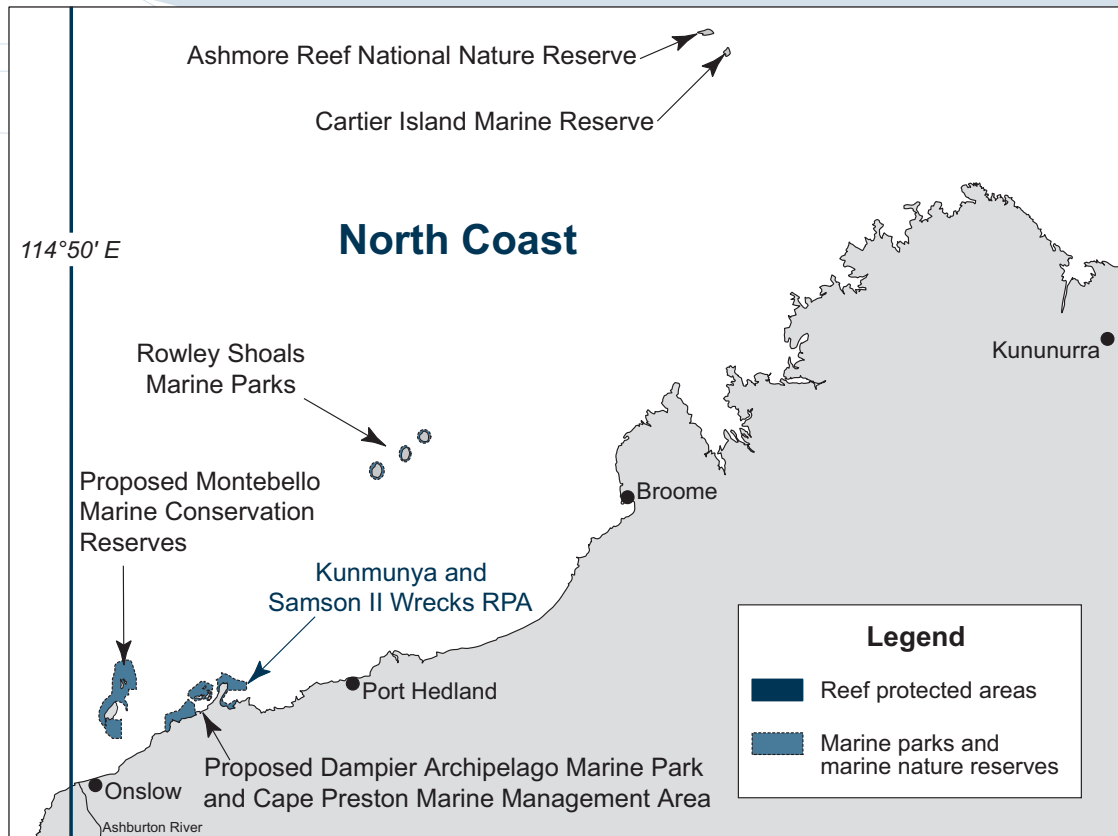 Ashmore Reef National Nature Reserve
Cartier Island Marine Reserve
North Coast
114°50' E
Kununurra
Rowley Shoals
Marine Parks
Proposed Montebello
Marine Conservation
Reserves
Broome
Kunmunya and
Samson II Wrecks RPA
Port Hedland
Proposed Dampier Archipelago Marine Park
and Cape Preston Marine Management Area
Onslow
Ashburton River
Legend
Reef protected areas
Marine parks and
marine nature reserves